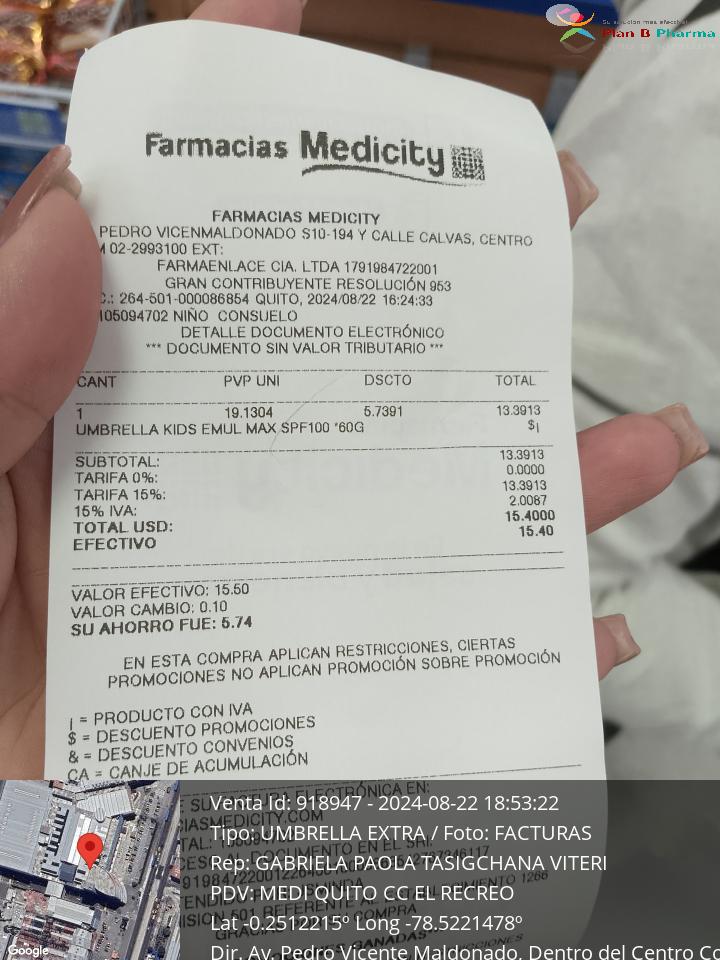 Su solución más efectiva!
Plan B Pharma
Farmacias Medicity
FARMACIAS MEDICITY
PEDRO VICENMALDONADO S10-194 Y CALLE CALVAS, CENTRO
02-2993100 EXT:
FARMAENLACE CIA. LTDA 1791984722001
GRAN CONTRIBUYENTE RESOLUCIÓN 953
C.: 264-501-000086854 QUITO, 2024/08/22 16:24:33
105094702 NIÑO CONSUELO
DETALLE DOCUMENTO ELECTRÓNICO
*** DOCUMENTO SIN VALOR TRIBUTARIO ***
CANT PVP UNI DSCTO TOTAL
1 19.1304 5.7391 13.3913
UMBRELLA KIDS EMUL MAX SPF100 *60G $|
SUBTOTAL: 13.3913
TARIFA 0%: 0.0000
TARIFA 15%: 13.3913
15% IVA: 2.0087
TOTAL USD: 15.4000
EFECTIVO 15.40
VALOR EFECTIVO: 15.50
VALOR CAMBIO: 0.10
SU AHORRO FUE: 5.74
EN ESTA COMPRA APLICAN RESTRICCIONES, CIERTAS
PROMOCIONES NO APLICAN PROMOCIÓN SOBRE PROMOCIÓN
| = PRODUCTO CON IVA
$ = DESCUENTO PROMOCIONES
& = DESCUENTO CONVENIOS
CA = CANJE DE ACUMULACIÓN
Venta Id: 918947 - 2024-08-22 18:53:22
Tipo: UMBRELLA EXTRA / Foto: FACTURAS
Rep: GABRIELA PAOLA TASIGCHANA VITERI
PDV: MEDI QUITO CC EL RECREO
Lat -0.2512215º Long -78.5221478º
Dir. Av. Pedro Vicente Maldonado, Dentro del Centro Co
Google